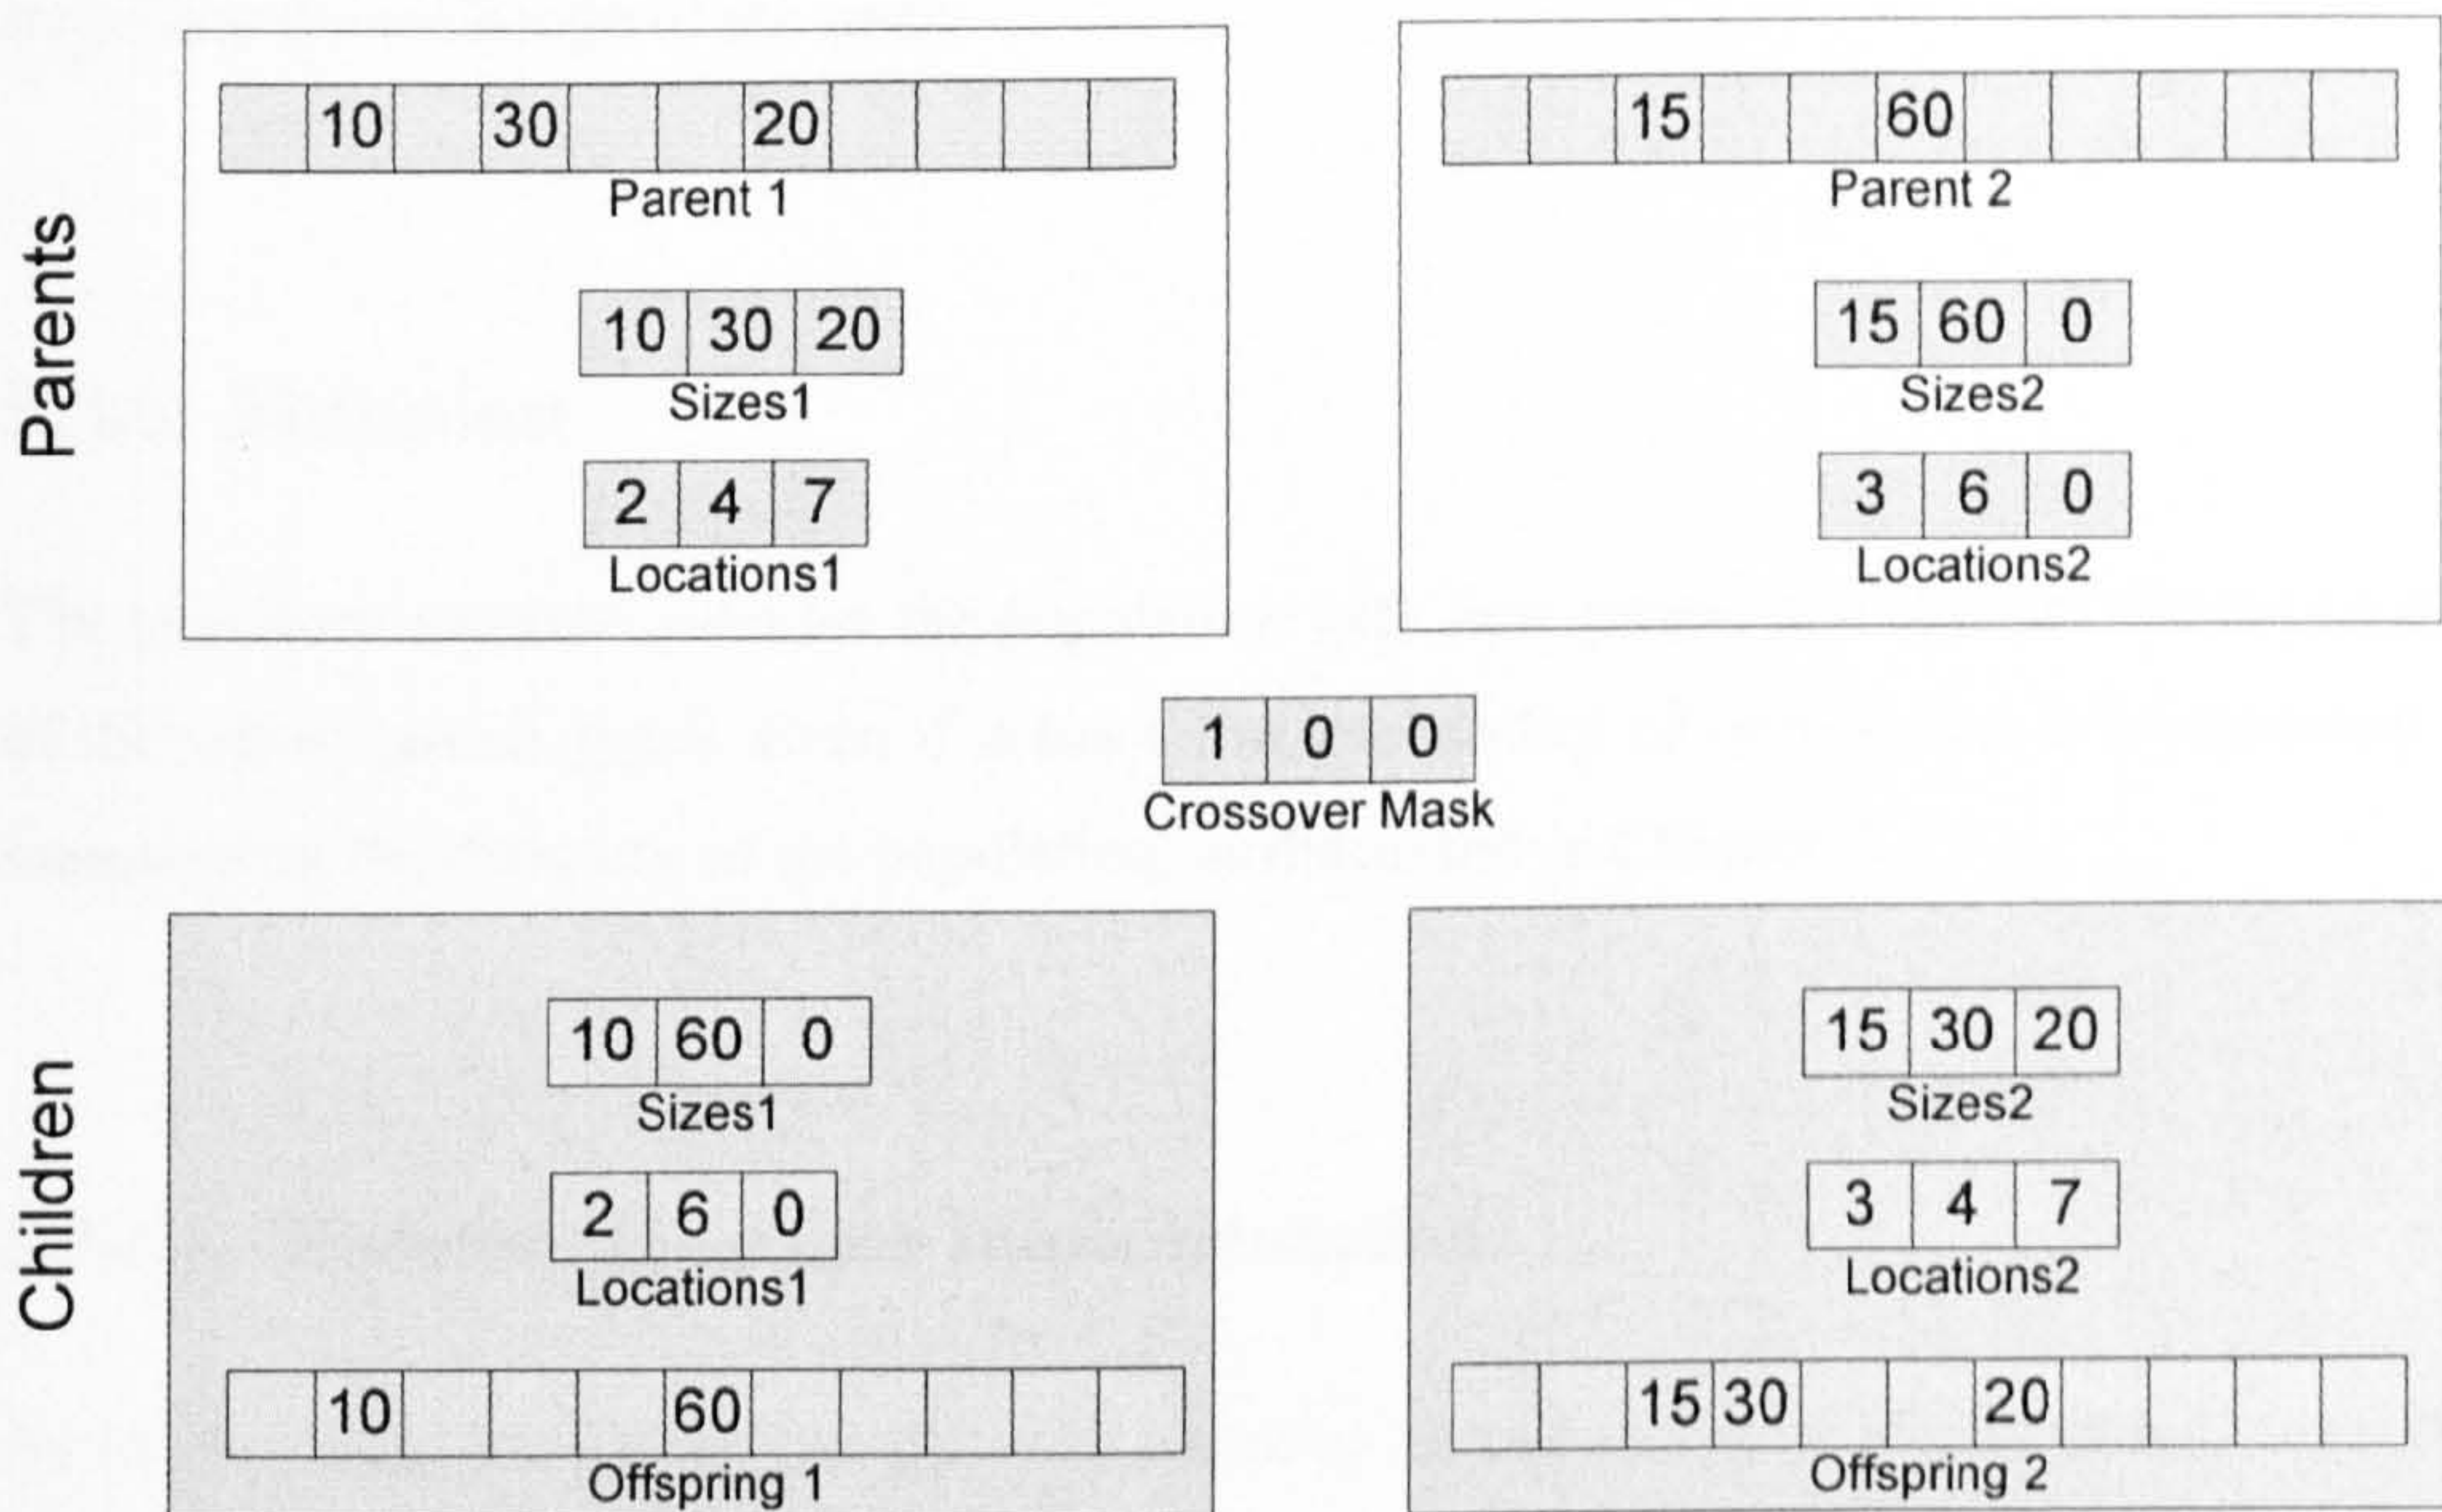 Parents
10 30 20
Parent 1
10 30 20
Sizes1
2 4 7
Locations1
15 60
Parent 2
15 60 0
Sizes2
3 6 0
Locations2
1 0 0
Crossover Mask
Children
10 60 0
Sizes1
2 6 0
Locations1
10 60
Offspring 1
15 30 20
Sizes2
3 4 7
Locations2
15 30 20
Offspring 2